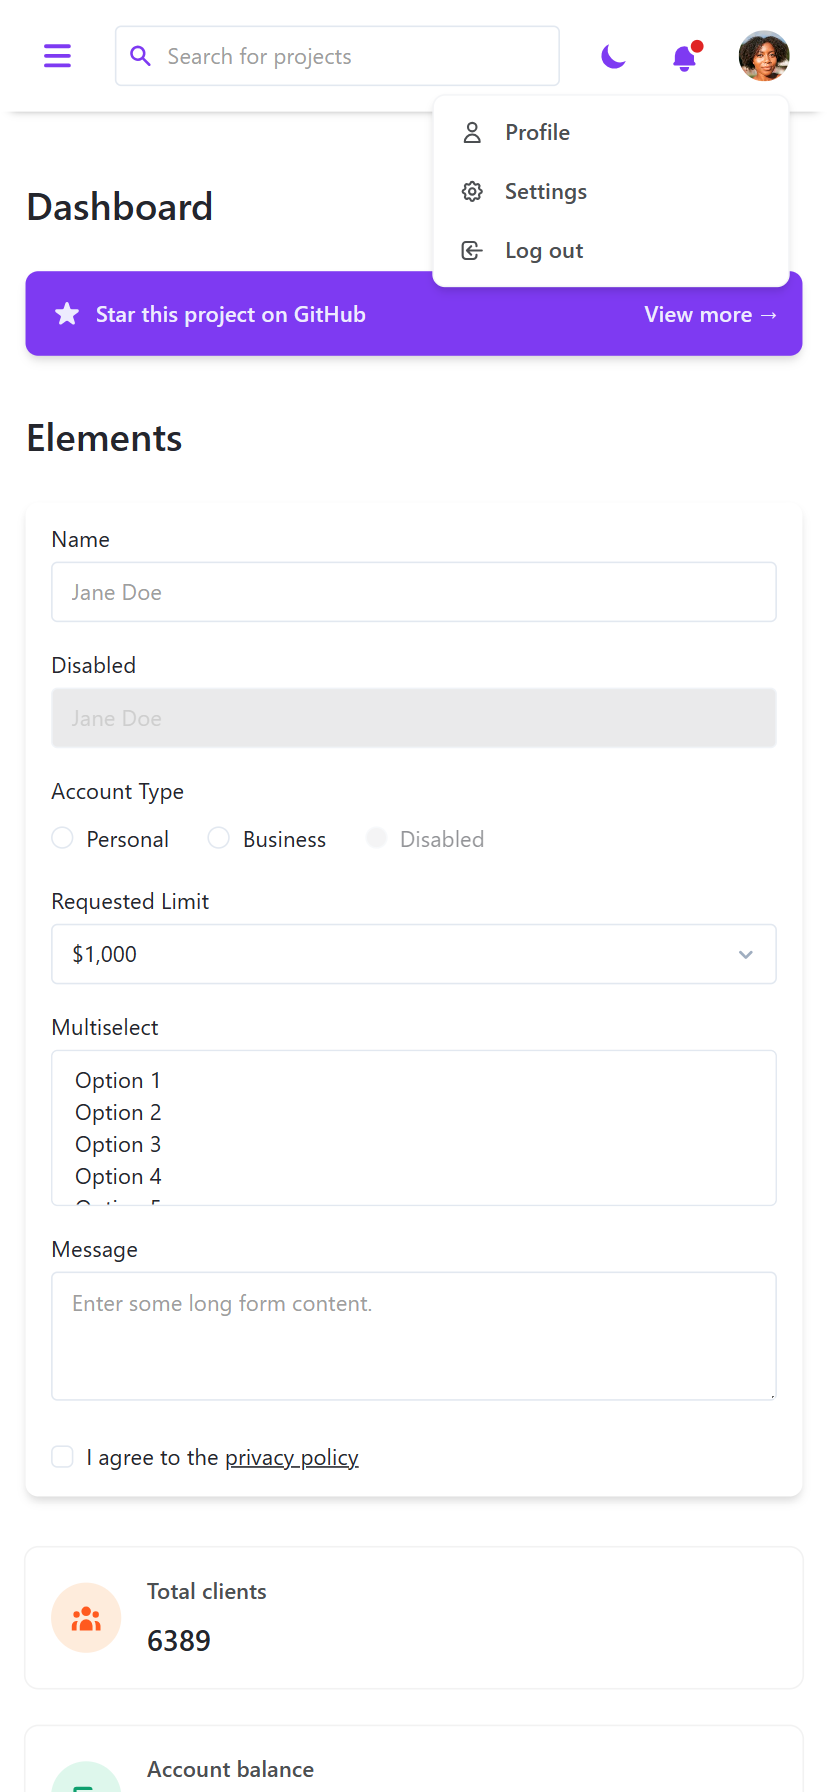 Search for projects
Profile
Settings
Log out
Dashboard
Star this project on GitHub
View more →
Elements
Name
Jane Doe
Disabled
Jane Doe
Account Type
Personal Business Disabled
Requested Limit
$1,000
Multiselect
Option 1
Option 2
Option 3
Option 4
Message
Enter some long form content.
I agree to the privacy policy
Total clients
6389
Account balance